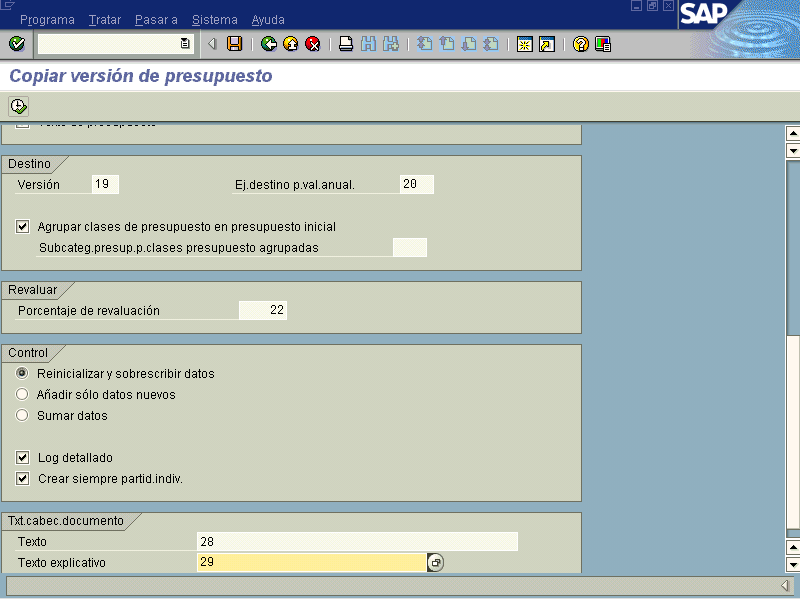 Programa Tratar Pasar a Sistema Ayuda
SAP
Copiar versión de presupuesto
Destino
Versión 19 Ej.destino p.val.anual. 20
Agrupar clases de presupuesto en presupuesto inicial
Subcateg.presup.p.clases presupuesto agrupadas
Revaluar
Porcentaje de revaluación 22
Control
Reinicializar y sobrescribir datos
Añadir sólo datos nuevos
Sumar datos
Log detallado
Crear siempre partid.indiv.
Txt.cabec.documento
Texto 28
Texto explicativo 29